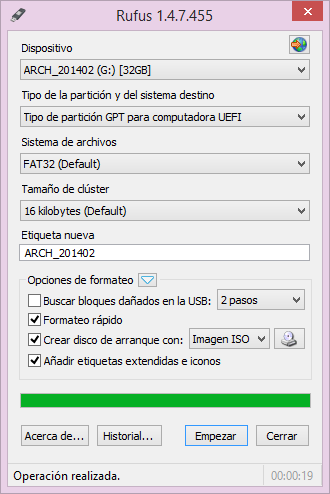 Rufus 1.4.7.455
Dispositivo
ARCH_201402 (G:) [32GB]
Tipo de la partición y del sistema destino
Tipo de partición GPT para computadora UEFI
Sistema de archivos
FAT32 (Default)
Tamaño de clúster
16 kilobytes (Default)
Etiqueta nueva
ARCH_201402
Opciones de formateo
Buscar bloques dañados en la USB: 2 pasos
Formateo rápido
Crear disco de arranque con: Imagen ISO
Añadir etiquetas extendidas e iconos
Acerca de... Historial... Empezar Cerrar
Operación realizada. 00:00:19